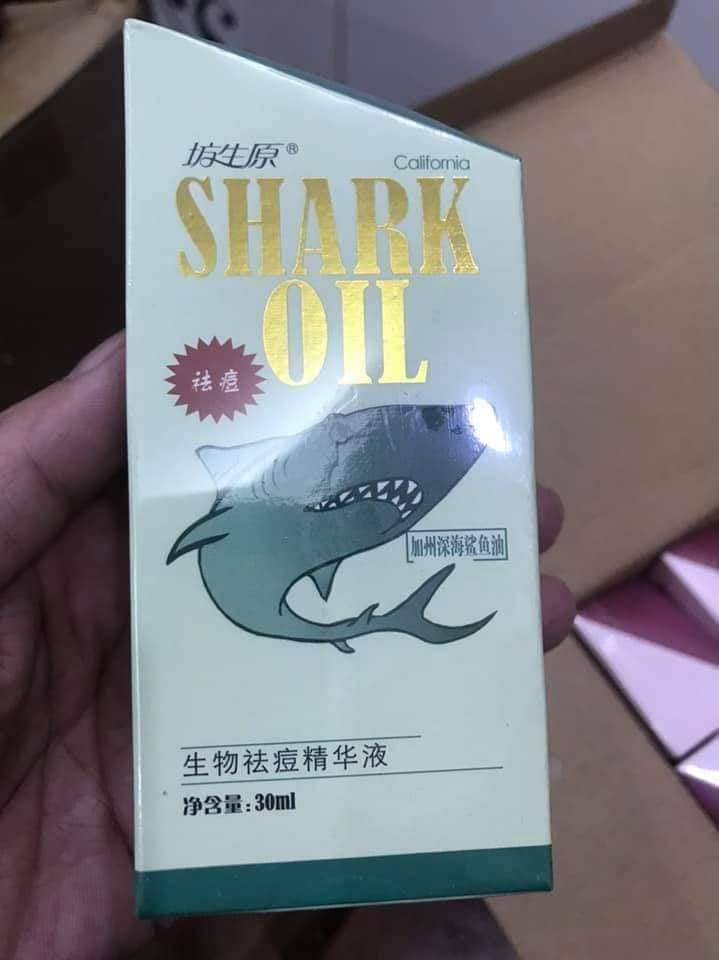 坊生原®
California
SHARK
OIL
祛痘
加州深海鲨鱼油
生物祛痘精华液
净含量:30ml